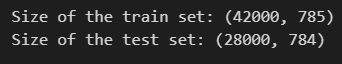 Size of the train set: (42000, 785)
Size of the test set: (28000, 784)